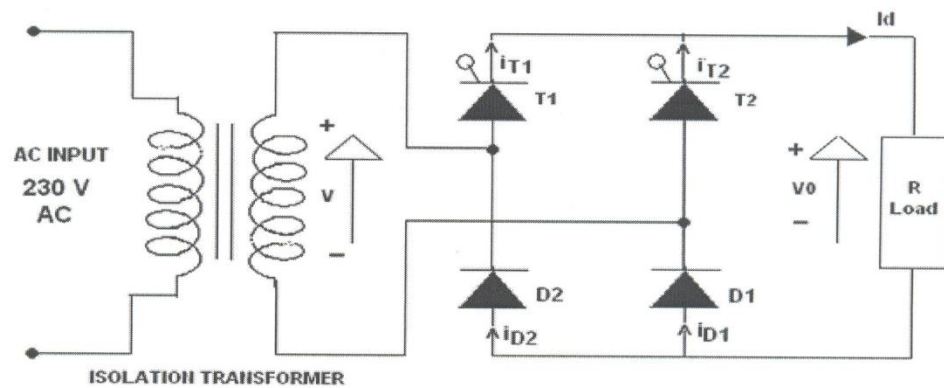 Id
iT1
iT2
T1
T2
AC INPUT
230 V
AC
+
V
−
+
V0
−
R
Load
D2
D1
iD2
iD1
ISOLATION TRANSFORMER